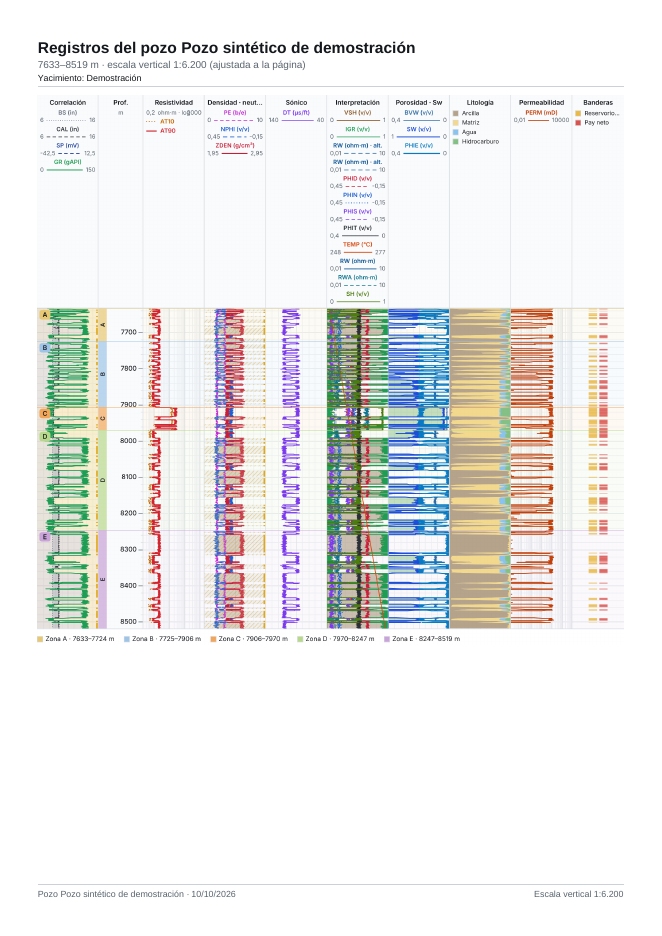 Registros del pozo Pozo sintético de demostración
7633–8519 m · escala vertical 1:6.200 (ajustada a la página)
Yacimiento: Demostración
Correlación Prof. Resistividad Densidad · neut... Sónico Interpretación Porosidad · Sw Litología Permeabilidad Banderas
BS (in)
6 16
CAL (in)
6 16
SP (mV)
-42,5 12,5
GR (gAPI)
0 150
m
0,2 ohm·m · log
AT10
AT90
PE (b/e)
0 10
NPHI (v/v)
0,45 -0,15
ZDEN (g/cm³)
1,95 2,95
DT (µs/ft)
140 40
VSH (v/v)
0 1
IGR (v/v)
0 1
RW (ohm·m) · alt.
0,01 10
RW (ohm·m) · alt.
0,01 10
PHID (v/v)
0,45 -0,15
PHIN (v/v)
0,45 -0,15
PHIS (v/v)
0,45 -0,15
PHIT (v/v)
0,4 0
TEMP (°C)
248 277
RW (ohm·m)
0,01 10
RWA (ohm·m)
0,01 10
SH (v/v)
0 1
BVW (v/v)
0,4 0
SW (v/v)
1 0
PHIE (v/v)
0,4 0
Arcilla
Matriz
Agua
Hidrocarburo
PERM (mD)
0,01 10000
Reservorio...
Pay neto
A
A
7700
B
7800
B
7900
C
C
D
8000
8100
D
8200
E
8300
E
8400
8500
Zona A · 7633–7724 m Zona B · 7725–7906 m Zona C · 7906–7970 m Zona D · 7970–8247 m Zona E · 8247–8519 m
Pozo Pozo sintético de demostración · 10/10/2026 Escala vertical 1:6.200